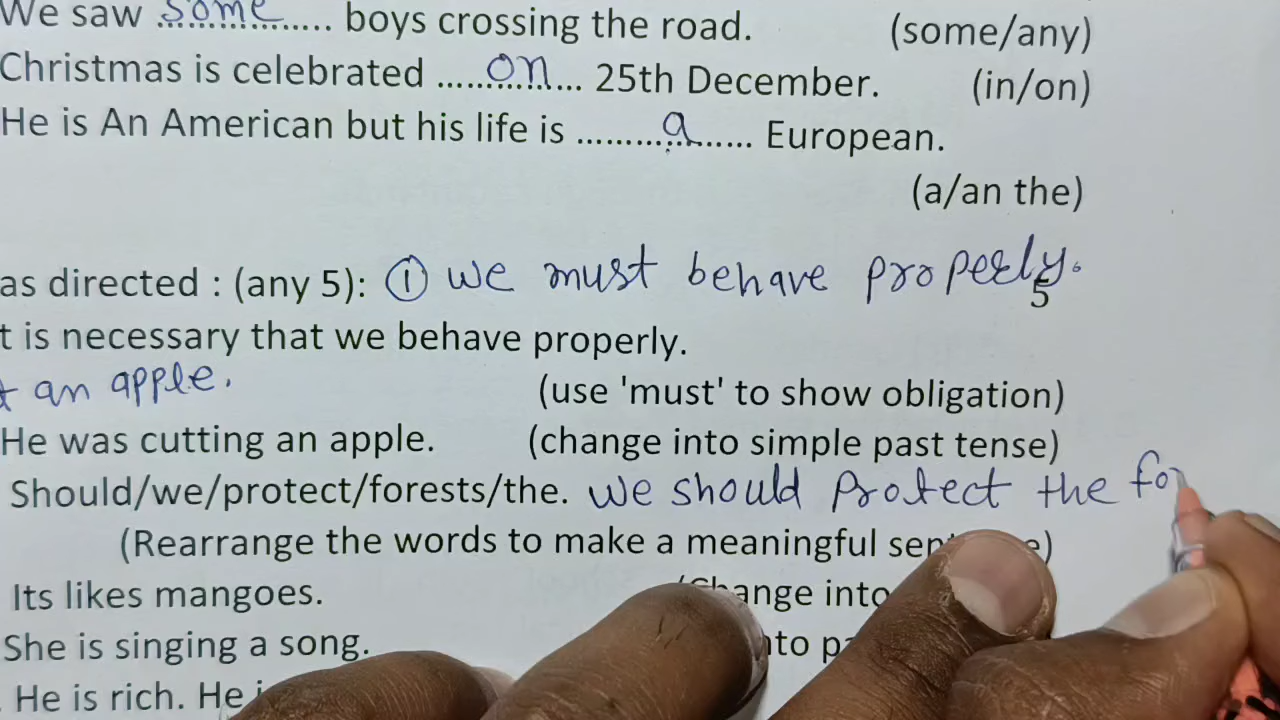 We saw some boys crossing the road. (some/any)
Christmas is celebrated ......on...... 25th December. (in/on)
He is An American but his life is .........a....... European.
(a/an the)
as directed : (any 5): ① we must behave properly.
5
t is necessary that we behave properly.
an apple.
(use 'must' to show obligation)
He was cutting an apple. (change into simple past tense)
Should/we/protect/forests/the. we should protect the fo
(Rearrange the words to make a meaningful
Its likes mangoes. into
She is singing a song.
He is rich. He